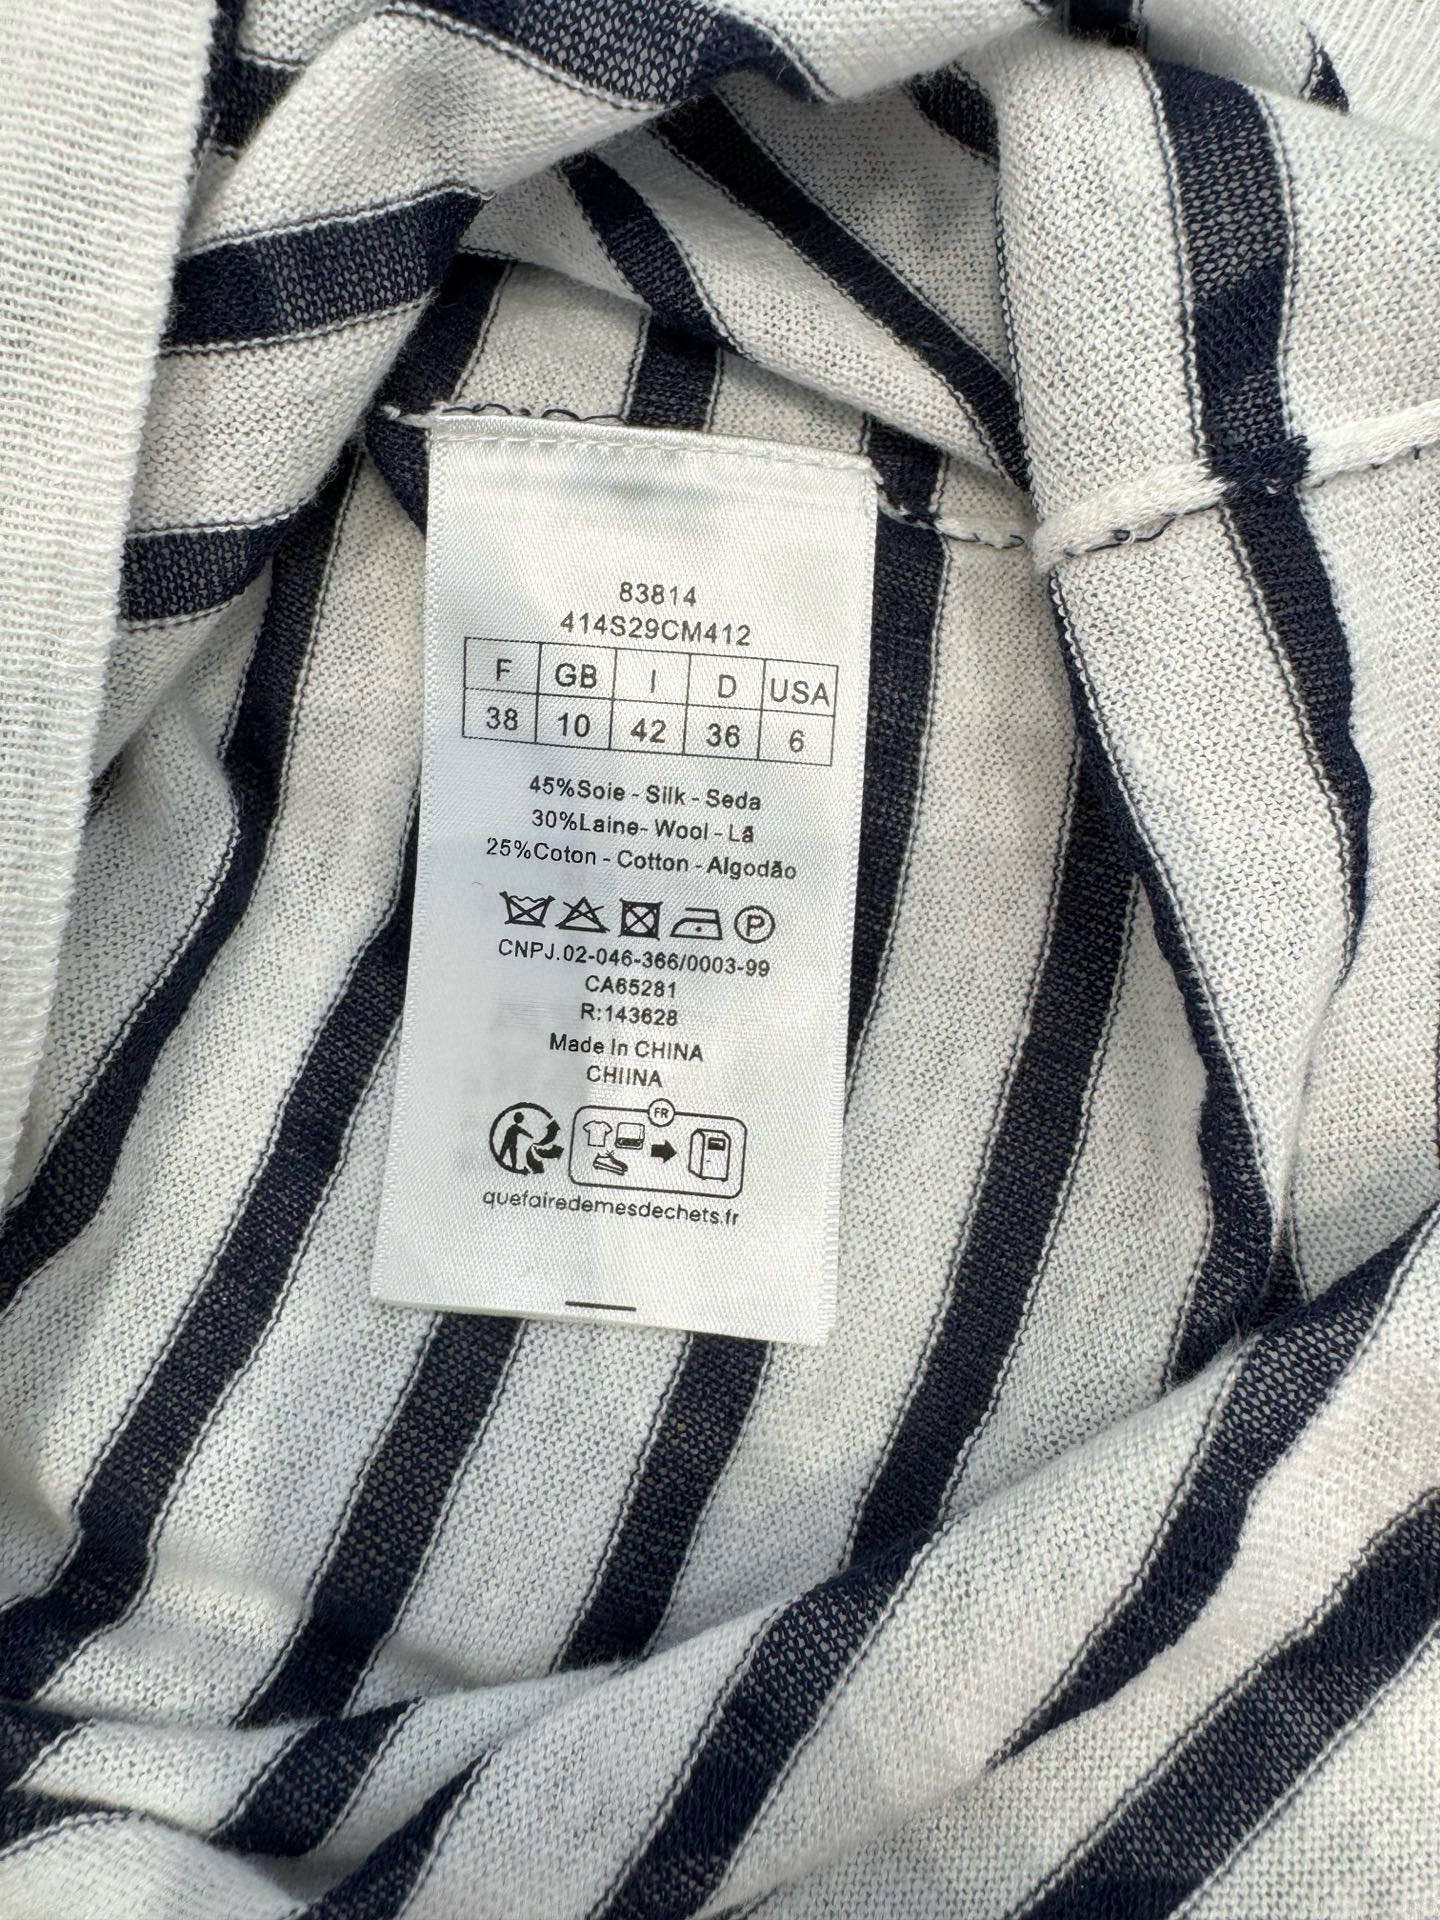 83814
414S29CM412
F GB I D USA
38 10 42 36 6
45%Soie - Silk - Seda
30%Laine- Wool - Lã
25%Coton - Cotton - Algodão
P
CNPJ.02-046-366/0003-99
CA65281
R:143628
Made In CHINA
CHIINA
FR
quefairedemesdechets.fr